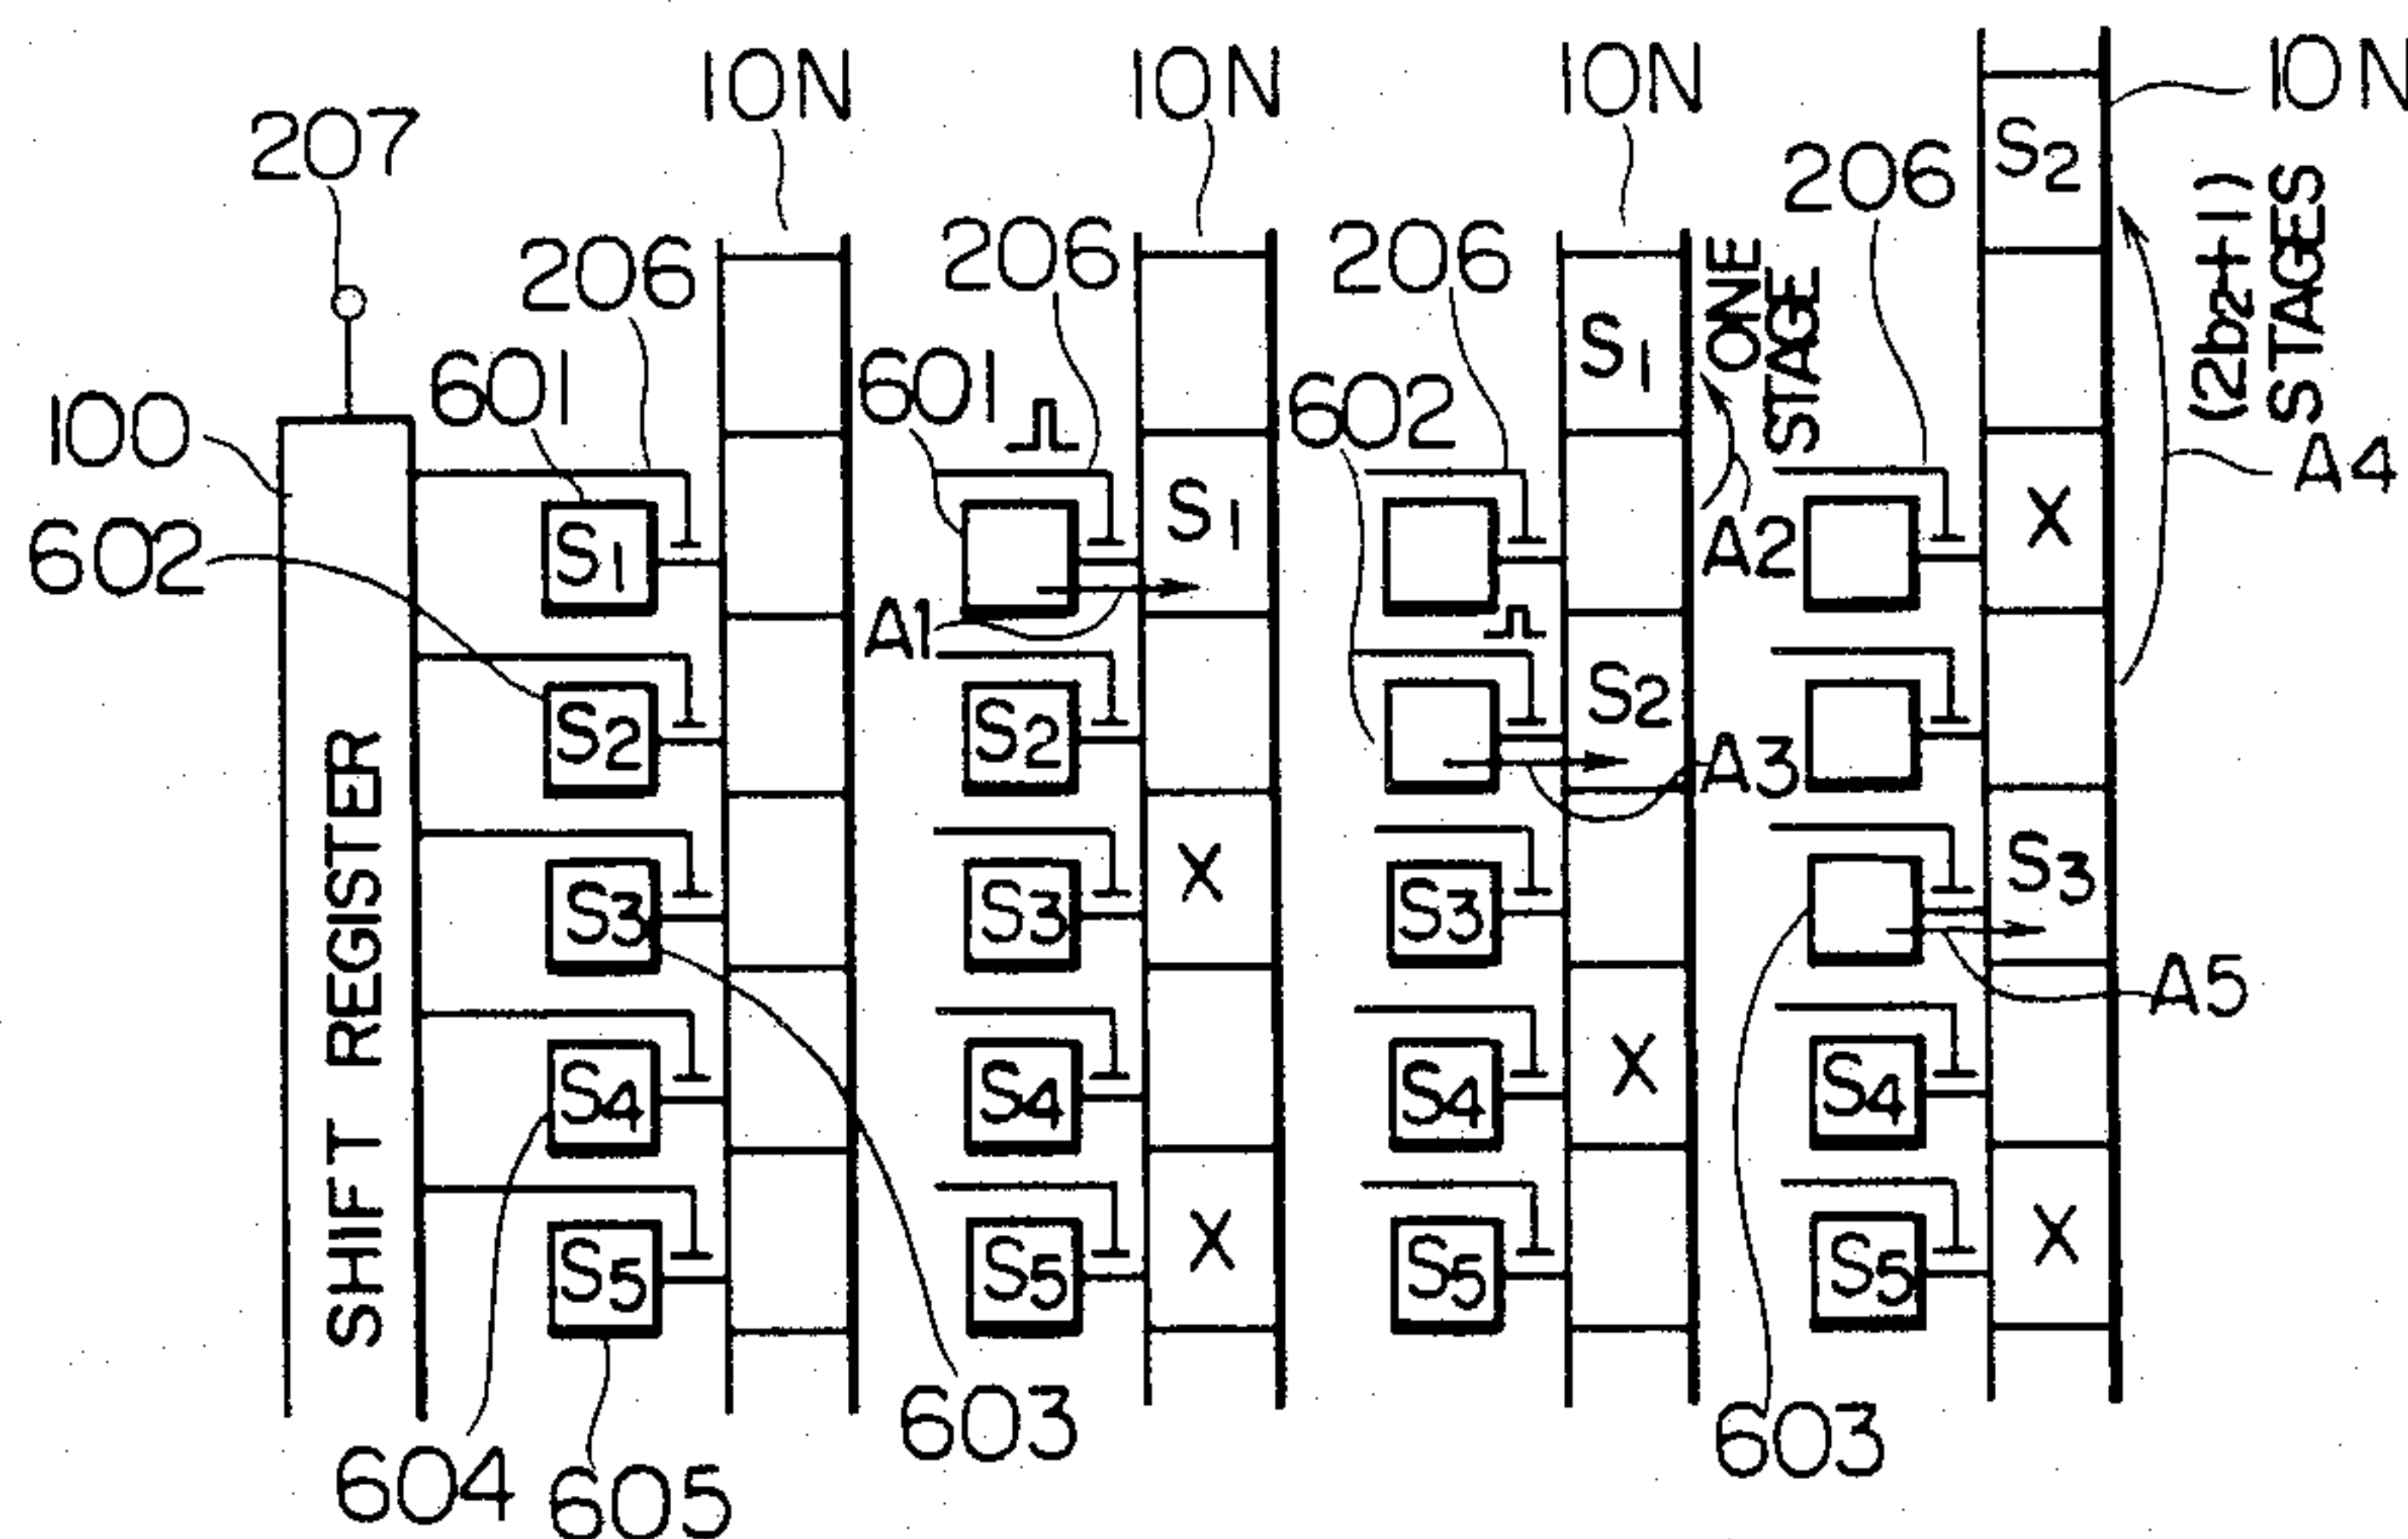 10N
10N
10N
10N
207
206
206
206
206
S2
(2b2+1)
STAGES
ONE
STAGE
601
601
602
S1
100
A4
602
S1
S1
X
A2
A1
S2
S2
S2
A3
SHIFT REGISTER
S3
S3
X
S3
S3
A5
S4
S4
S4
X
S4
S5
S5
X
S5
S5
X
603
603
604
605